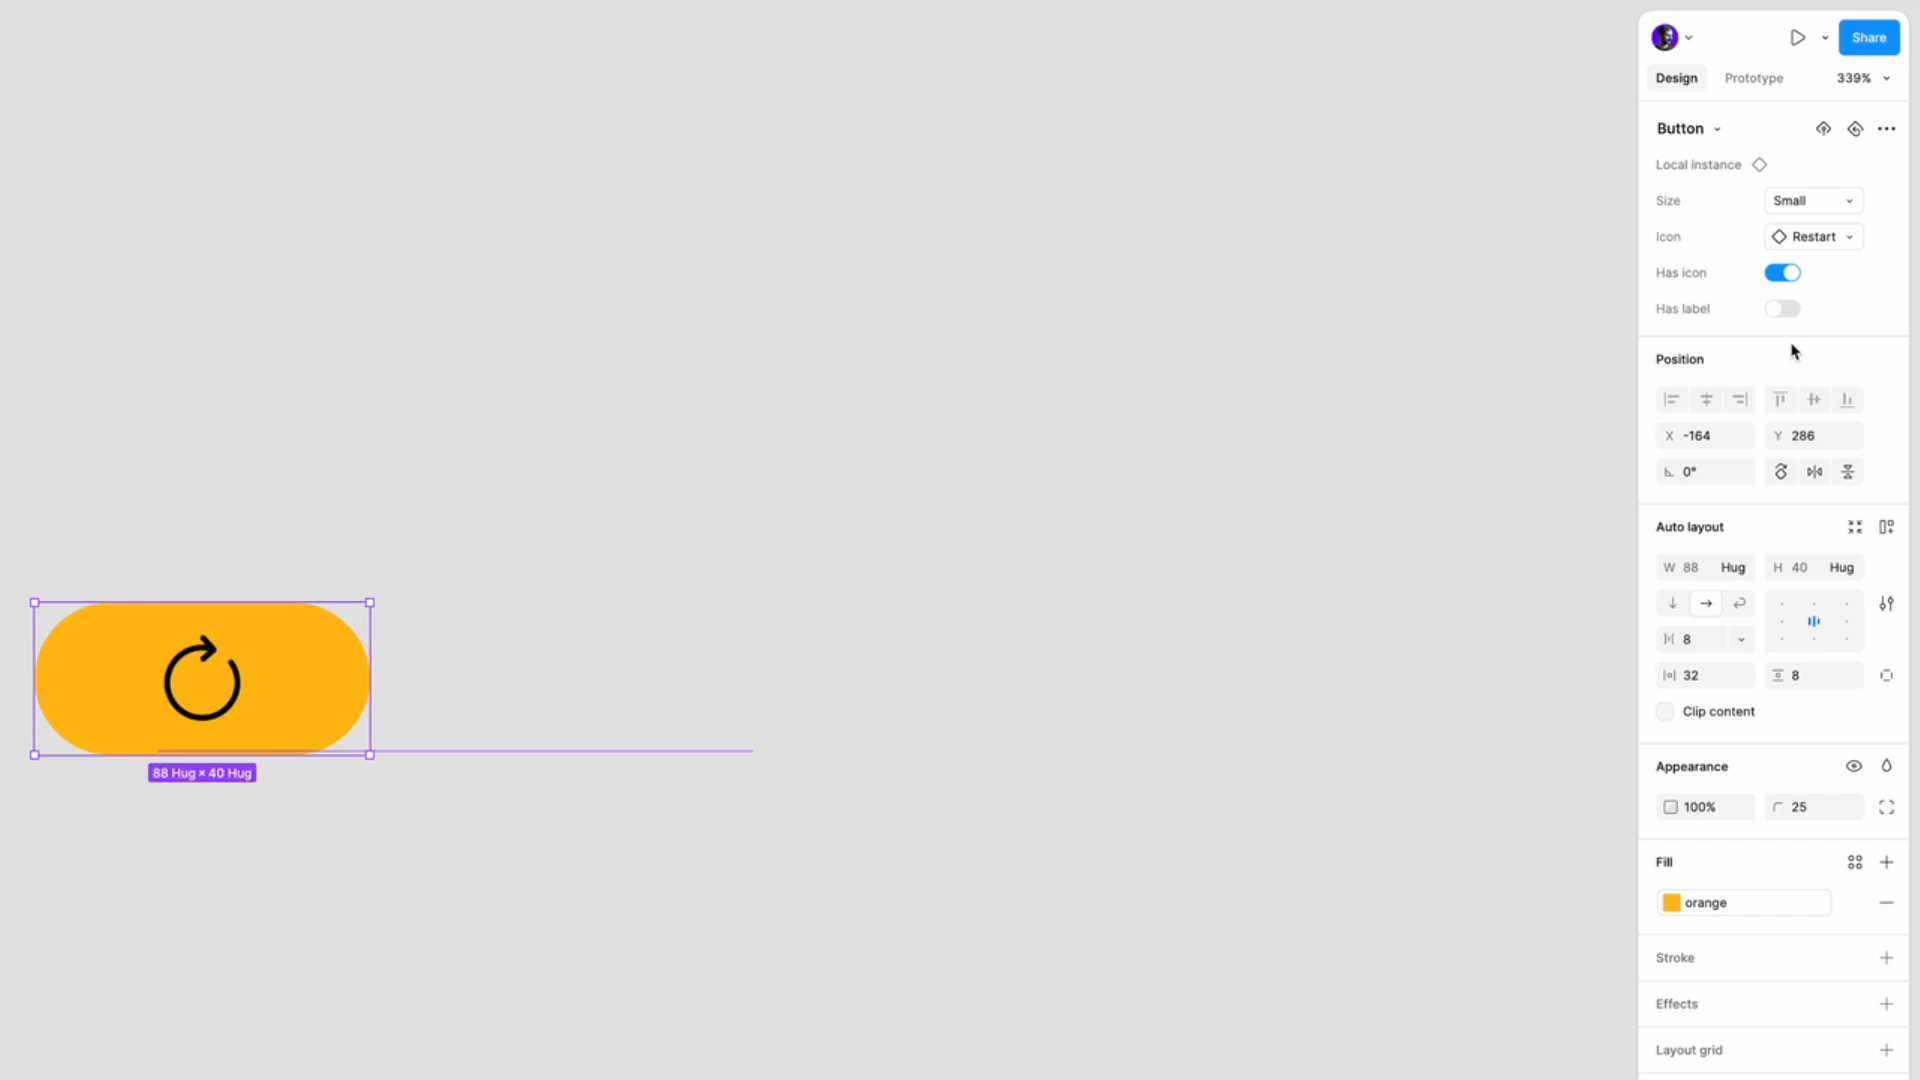 Share
Design Prototype 339%
Button
Local instance
Size Small
Icon Restart
Has icon
Has label
Position
X -164 Y 286
0°
Auto layout
W 88 Hug H 40 Hug
8
32 8
Clip content
88 Hug × 40 Hug
Appearance
100% 25
Fill
orange
Stroke
Effects
Layout grid